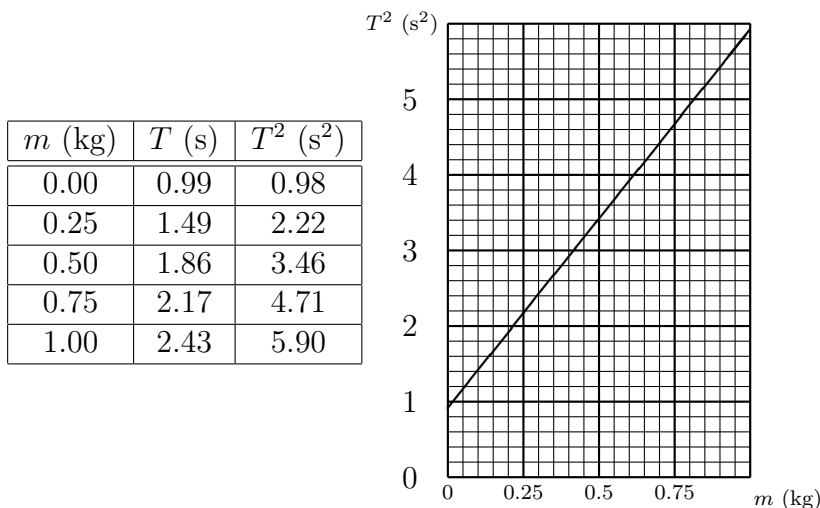 m (kg) T (s) T² (s²)
0.00 0.99 0.98
0.25 1.49 2.22
0.50 1.86 3.46
0.75 2.17 4.71
1.00 2.43 5.90
T² (s²)
5
4
3
2
1
0
0 0.25 0.5 0.75 m (kg)